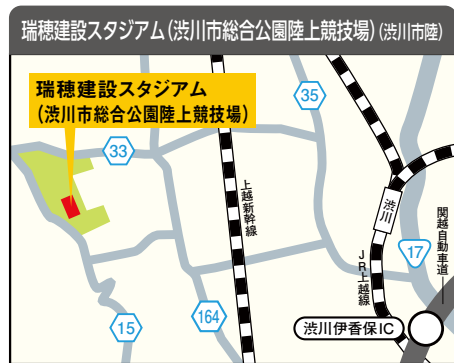 瑞穂建設スタジアム(渋川市総合公園陸上競技場)(渋川市陸)
瑞穂建設スタジアム
(渋川市総合公園陸上競技場)
33
35
上越新幹線
渋川
関越自動車道
17
JR上越線
15
164
渋川伊香保IC